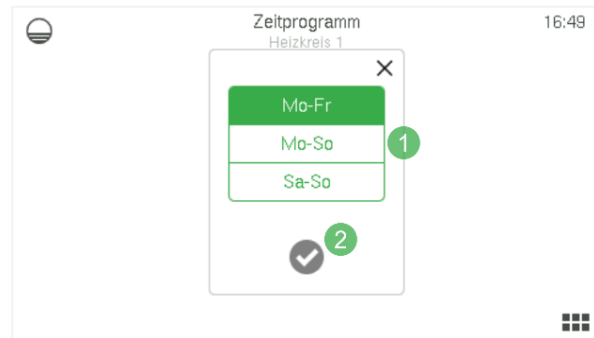 Zeitprogramm
16:49
Heizkreis 1
Mo-Fr
Mo-So
1
Sa-So
2